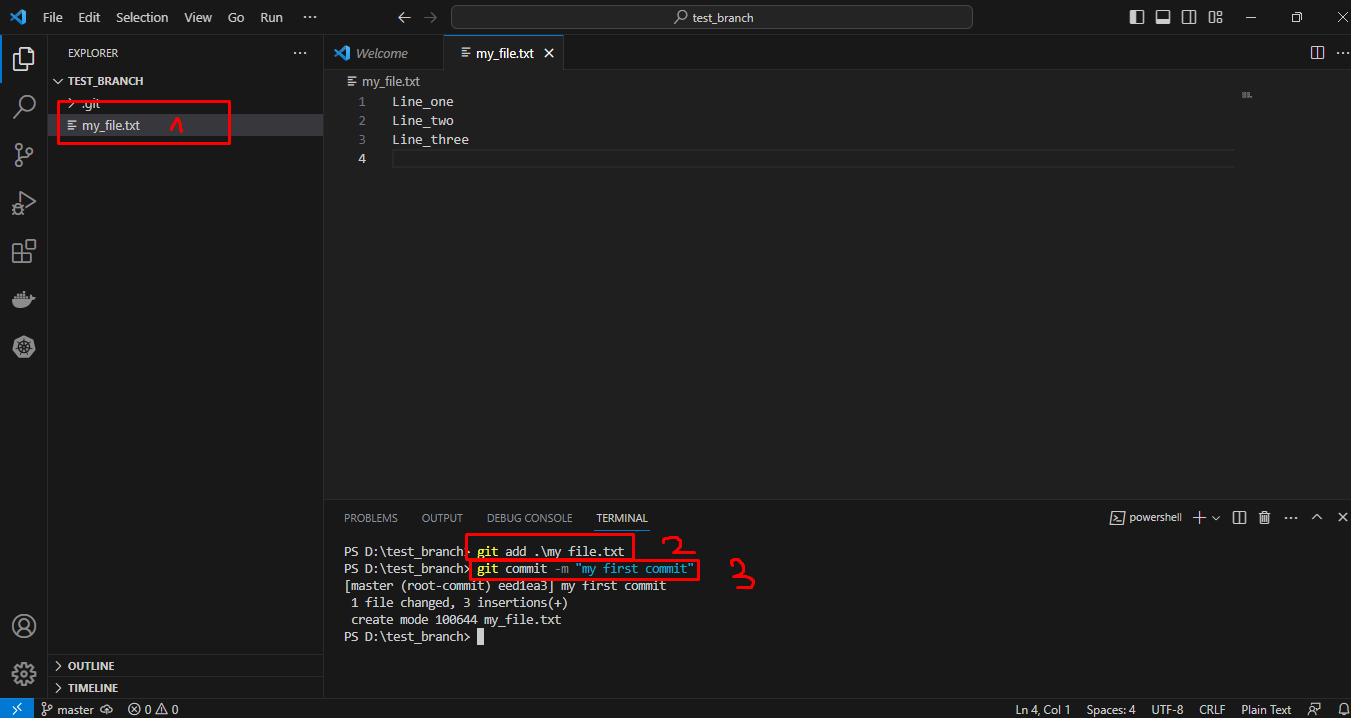 File Edit Selection View Go Run ···
test_branch
EXPLORER ···
Welcome
my_file.txt
TEST_BRANCH
.git
my_file.txt
1
my_file.txt
1 Line_one
2 Line_two
3 Line_three
4
PROBLEMS OUTPUT DEBUG CONSOLE TERMINAL
powershell
PS D:\test_branch> git add .\my_file.txt
2
PS D:\test_branch> git commit -m "my first commit"
3
[master (root-commit) eed1ea3] my first commit
1 file changed, 3 insertions(+)
create mode 100644 my_file.txt
PS D:\test_branch>
OUTLINE
TIMELINE
master 0 0 Ln 4, Col 1 Spaces: 4 UTF-8 CRLF Plain Text